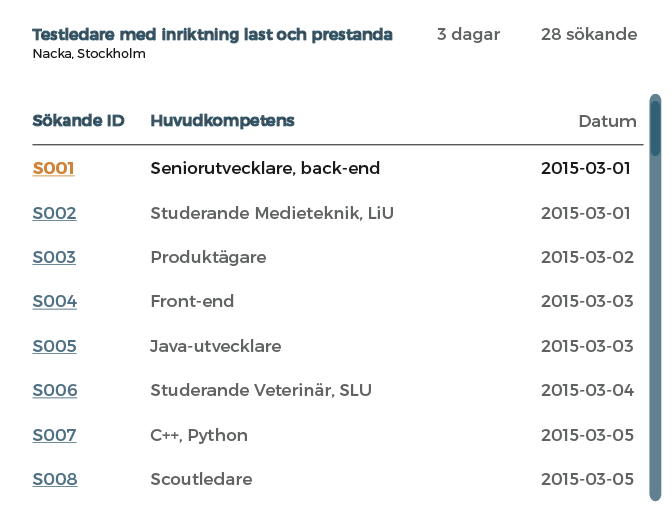 Testledare med inriktning last och prestanda 3 dagar 28 sökande
Nacka, Stockholm
Sökande ID Huvudkompetens Datum
S001 Seniorutvecklare, back-end 2015-03-01
S002 Studerande Medieteknik, LiU 2015-03-01
S003 Produktägare 2015-03-02
S004 Front-end 2015-03-03
S005 Java-utvecklare 2015-03-03
S006 Studerande Veterinär, SLU 2015-03-04
S007 C++, Python 2015-03-05
S008 Scoutledare 2015-03-05